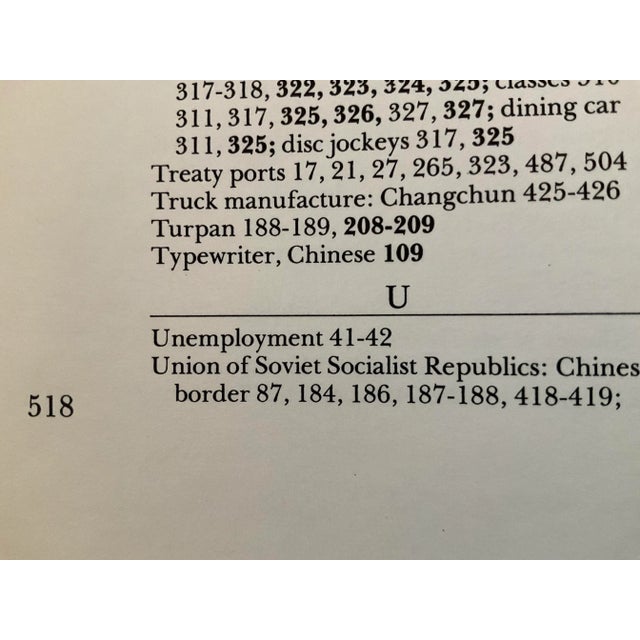 317-318, 322, 323, 324, 325; classes 310
311, 317, 325, 326, 327, 327; dining car
311, 325; disc jockeys 317, 325
Treaty ports 17, 21, 27, 265, 323, 487, 504
Truck manufacture: Changchun 425-426
Turpan 188-189, 208-209
Typewriter, Chinese 109
U
Unemployment 41-42
Union of Soviet Socialist Republics: Chines
border 87, 184, 186, 187-188, 418-419;
518